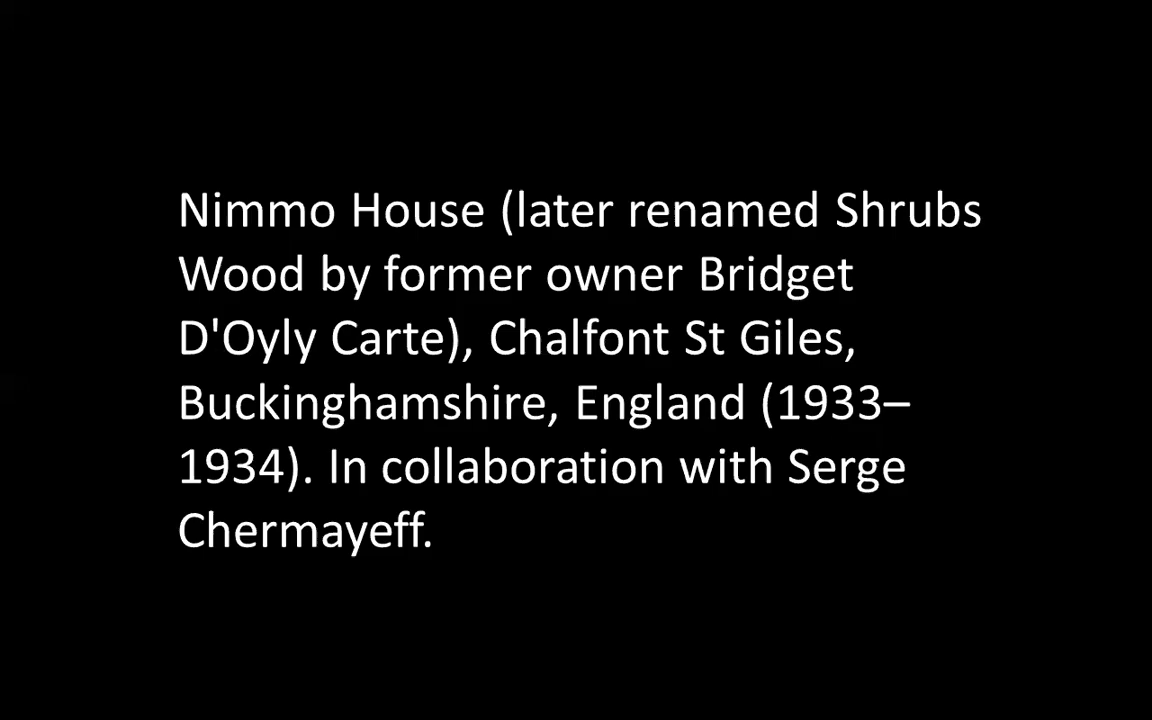 Nimmo House (later renamed Shrubs
Wood by former owner Bridget
D'Oyly Carte), Chalfont St Giles,
Buckinghamshire, England (1933–
1934). In collaboration with Serge
Chermayeff.